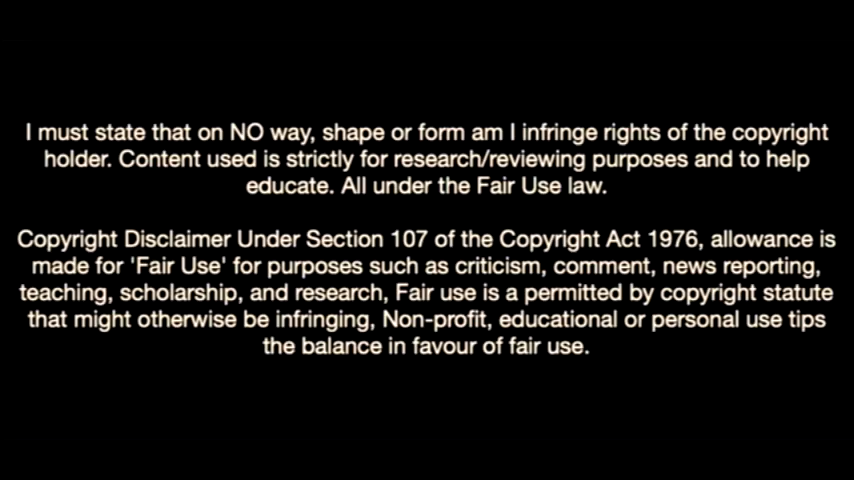 I must state that on NO way, shape or form am I infringe rights of the copyright
holder. Content used is strictly for research/reviewing purposes and to help
educate. All under the Fair Use law.
Copyright Disclaimer Under Section 107 of the Copyright Act 1976, allowance is
made for 'Fair Use' for purposes such as criticism, comment, news reporting,
teaching, scholarship, and research, Fair use is a permitted by copyright statute
that might otherwise be infringing, Non-profit, educational or personal use tips
the balance in favour of fair use.